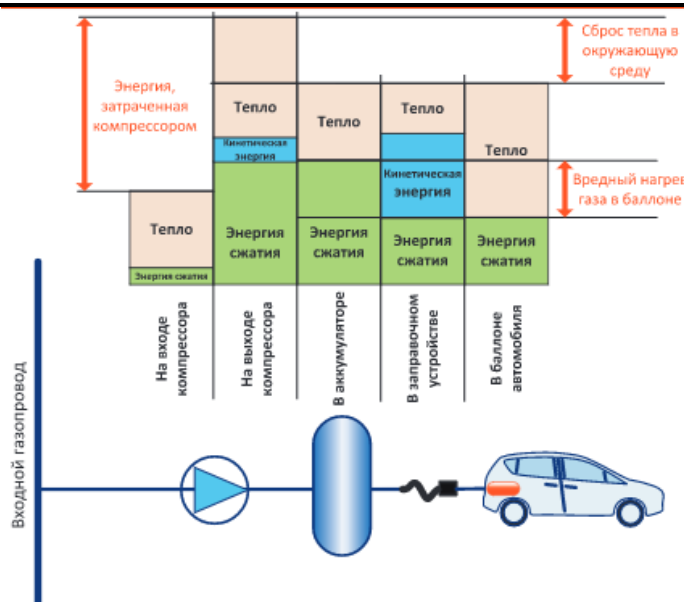 Сброс тепла в
окружающую
среду
Энергия,
затраченная
компрессором
Тепло
Тепло
Тепло
Тепло
Кинетическая
энергия
Кинетическая
энергия
Вредный нагрев
газа в баллоне
Тепло
Энергия сжатия
Энергия
сжатия
Энергия
сжатия
Энергия
сжатия
Энергия
сжатия
На входе
компрессора
На выходе
компрессора
В аккумуляторе
В заправочном
устройстве
В баллоне
автомобиля
Входной газопровод